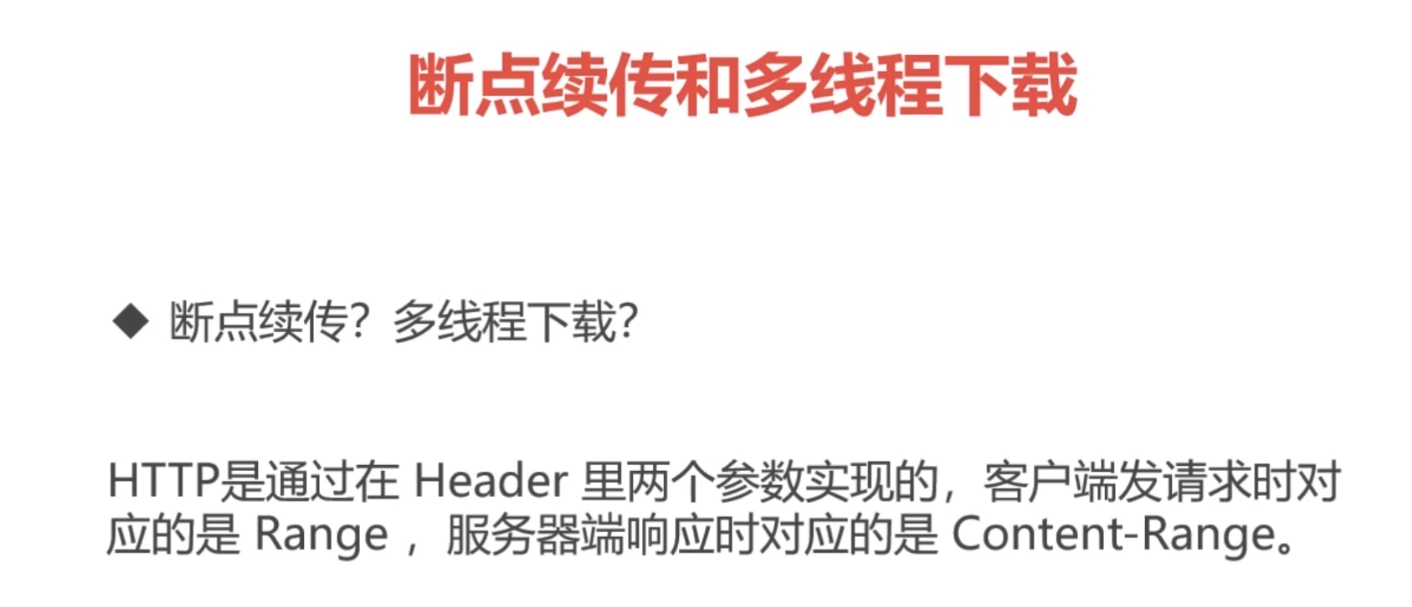 断点续传和多线程下载
◆ 断点续传？多线程下载？
HTTP是通过在 Header 里两个参数实现的，客户端发请求时对
应的是 Range ，服务器端响应时对应的是 Content-Range。